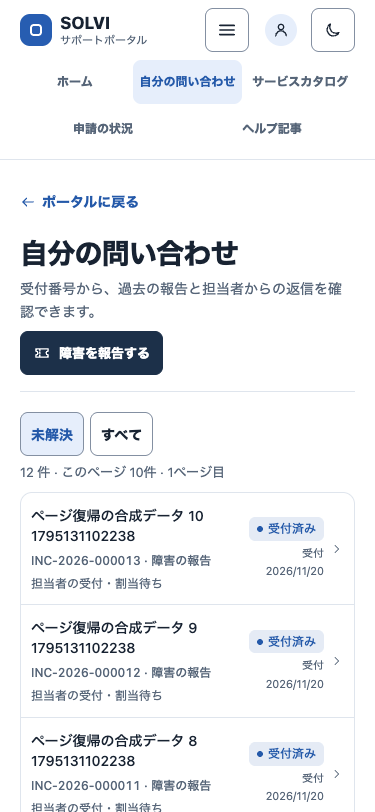 SOLVI
サポートポータル
ホーム
自分の問い合わせ
サービスカタログ
申請の状況
ヘルプ記事
← ポータルに戻る
自分の問い合わせ
受付番号から、過去の報告と担当者からの返信を確
認できます。
障害を報告する
未解決
すべて
12 件 · このページ 10件 · 1ページ目
ページ復帰の合成データ 10
1795131102238
INC-2026-000013 · 障害の報告
担当者の受付・割当待ち
受付済み
受付
2026/11/20
ページ復帰の合成データ 9
1795131102238
INC-2026-000012 · 障害の報告
担当者の受付・割当待ち
受付済み
受付
2026/11/20
ページ復帰の合成データ 8
1795131102238
INC-2026-000011 · 障害の報告
担当者の受付・割当待ち
受付済み
受付
2026/11/20